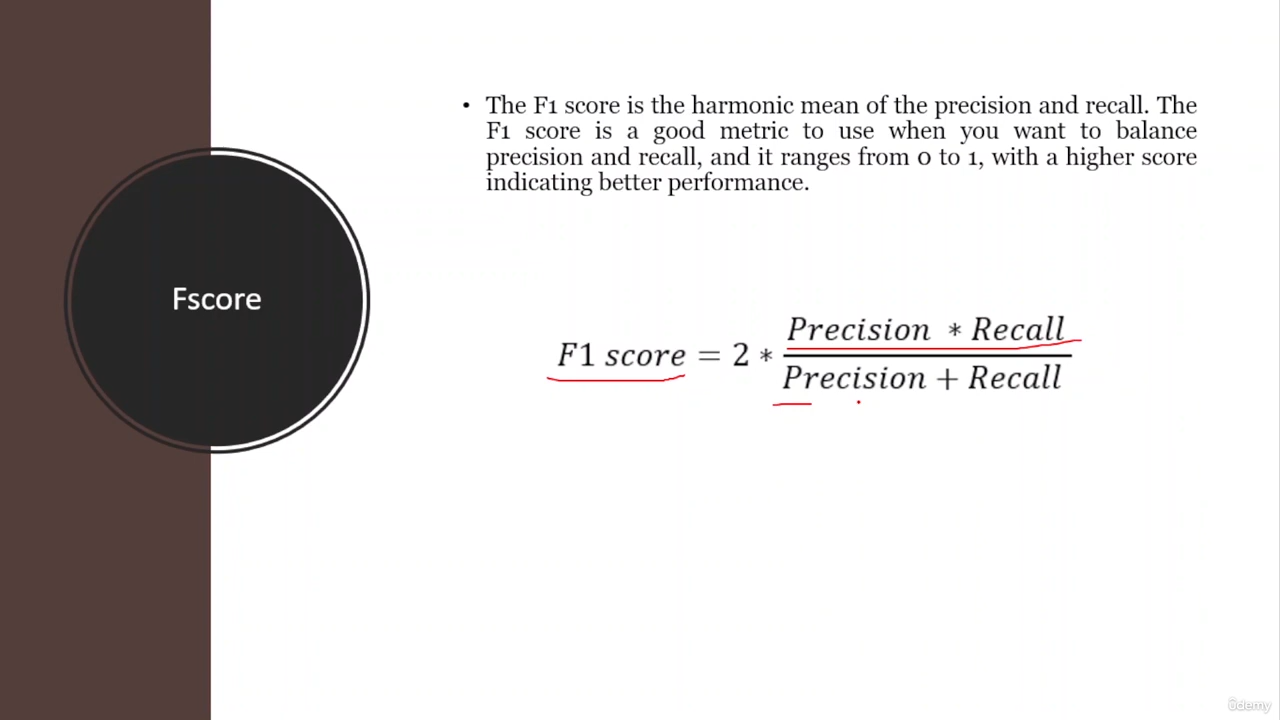 Fscore
• The F1 score is the harmonic mean of the precision and recall. The
F1 score is a good metric to use when you want to balance
precision and recall, and it ranges from 0 to 1, with a higher score
indicating better performance.
F1 score = 2 * Precision * Recall
Precision + Recall
ûdemy